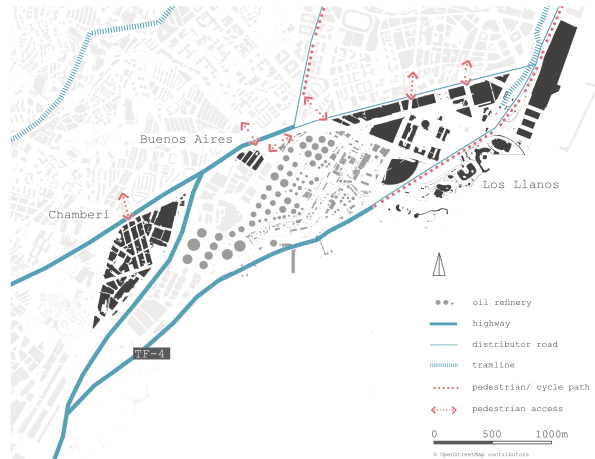 Buenos Aires
Los Llanos
Chamberí
oil refinery
highway
distributor road
TF-4
tramline
pedestrian/ cycle path
pedestrian access
0 500 1000m
© OpenStreetMap contributors